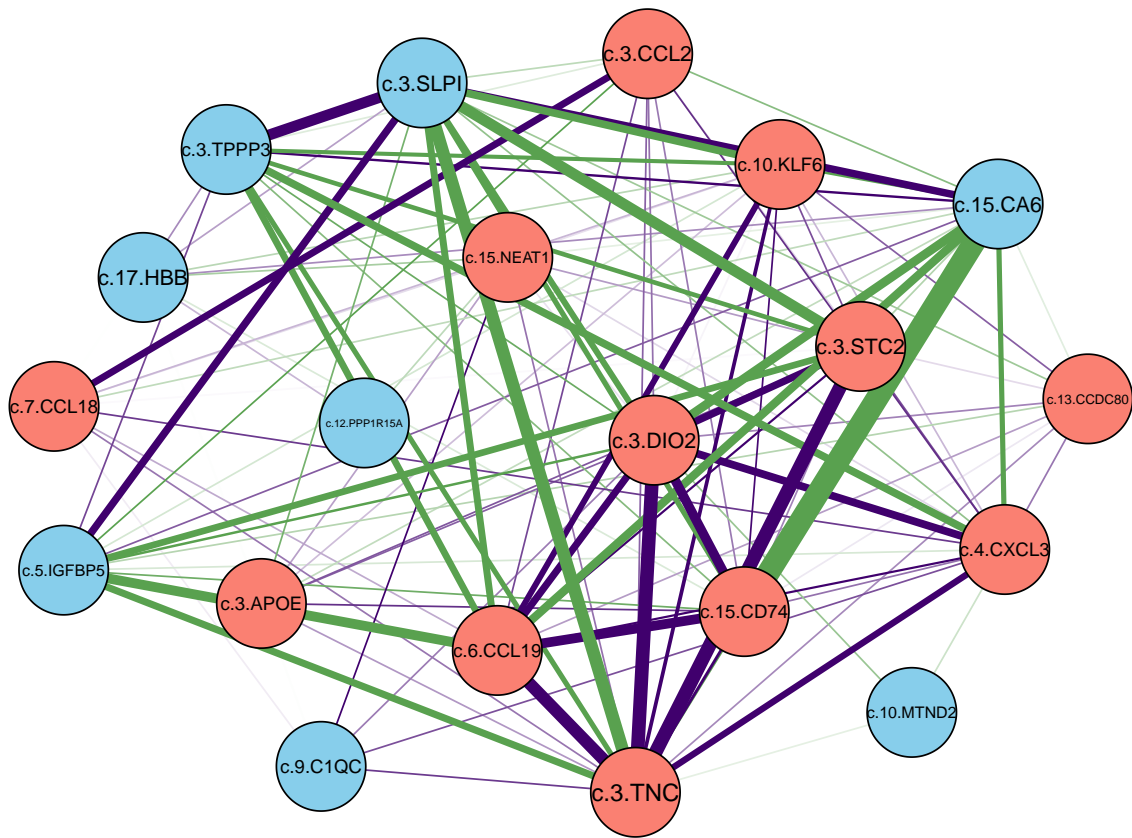 c.3.CCL2
c.3.SLPI
c.3.TPPP3
c.10.KLF6
c.15.CA6
c.15.NEAT1
c.17.HBB
c.3.STC2
c.7.CCL18
c.13.CCDC80
c.12.PPP1R15A
c.3.DIO2
c.4.CXCL3
c.5.IGFBP5
c.3.APOE
c.15.CD74
c.6.CCL19
c.10.MTND2
c.9.C1QC
c.3.TNC